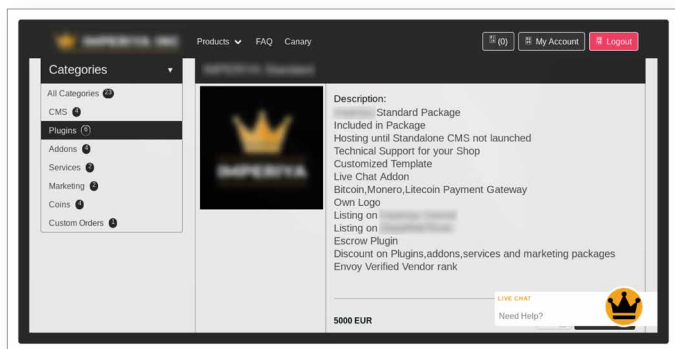 Products
FAQ
Canary
(0)
My Account
Logout
Categories
All Categories 23
CMS 4
Plugins 6
Addons 4
Services 2
Marketing 2
Coins 4
Custom Orders 1
Description:
Standard Package
Included in Package
Hosting until Standalone CMS not launched
Technical Support for your Shop
Customized Template
Live Chat Addon
Bitcoin,Monero,Litecoin Payment Gateway
Own Logo
Listing on
Listing on
Escrow Plugin
Discount on Plugins,addons,services and marketing packages
Envoy Verified Vendor rank
5000 EUR
LIVE CHAT
Need Help?